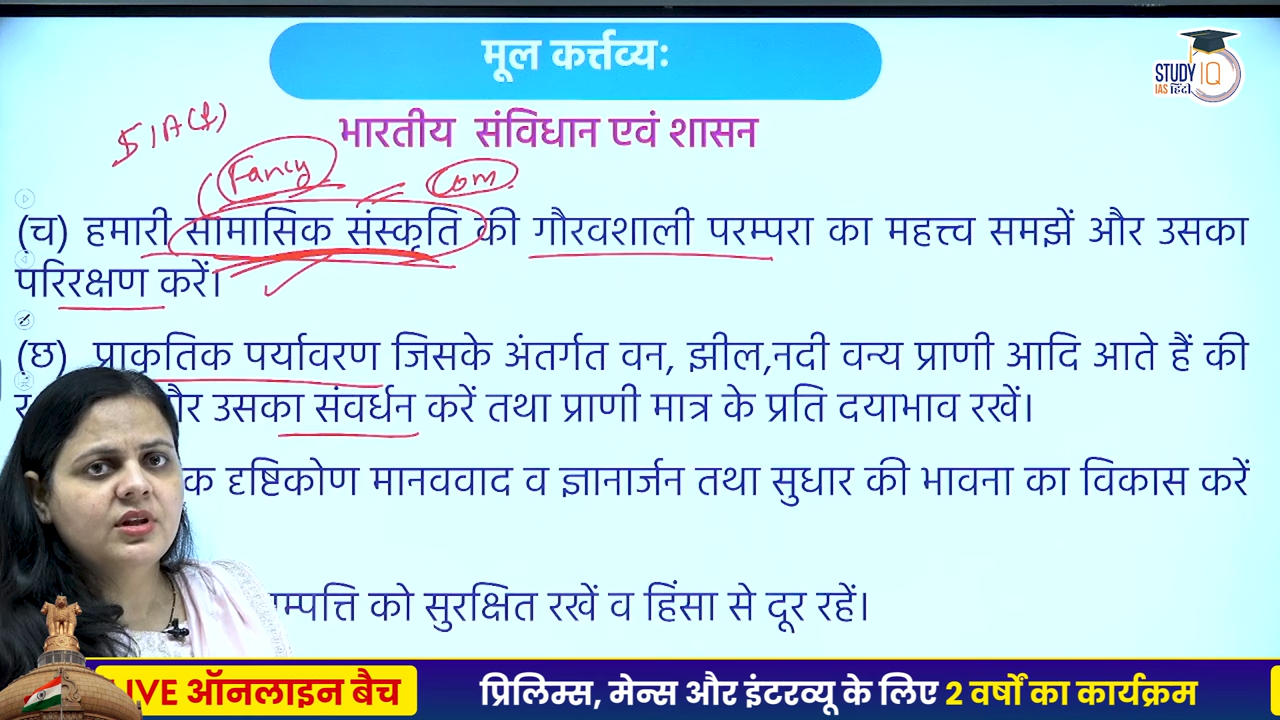 मूल कर्त्तव्यः
STUDY IQ
IAS हिंदी
भारतीय संविधान एवं शासन
51A(f)
Fancy
Com
(च) हमारी सामासिक संस्कृति की गौरवशाली परम्परा का महत्त्व समझें और उसका
परिरक्षण करें।
(छ) प्राकृतिक पर्यावरण जिसके अंतर्गत वन, झील,नदी वन्य प्राणी आदि आते हैं की
उसका संवर्धन करें तथा प्राणी मात्र के प्रति दयाभाव रखें।
दृष्टिकोण मानववाद व ज्ञानार्जन तथा सुधार की भावना का विकास करें
को सुरक्षित रखें व हिंसा से दूर रहें।
LIVE ऑनलाइन बैच
प्रिलिम्स, मेन्स और इंटरव्यू के लिए 2 वर्षों का कार्यक्रम